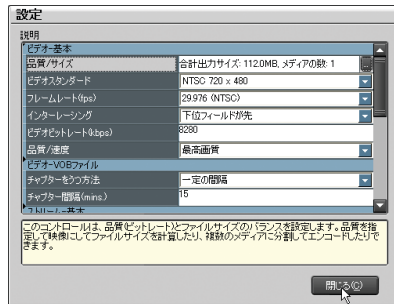 設定
説明
ビデオ-基本
品質/サイズ 合計出力サイズ: 112.0MB, メディアの数: 1
ビデオスタンダード NTSC 720 x 480
フレームレート(fps) 29.976 (NTSC)
インターレーシング 下位フィールドが先
ビデオビットレート(kbps) 8280
品質/速度 最高画質
ビデオ-VOBファイル
チャプターをうつ方法 一定の間隔
チャプター間隔(mins.) 15
ストリーム-基本
このコントロールは、品質(ビットレート)とファイルサイズのバランスを設定します。品質を指
定して映像にしてファイルサイズを計算したり、複数のメディアに分割してエンコードしたりで
きます。
閉じる(C)